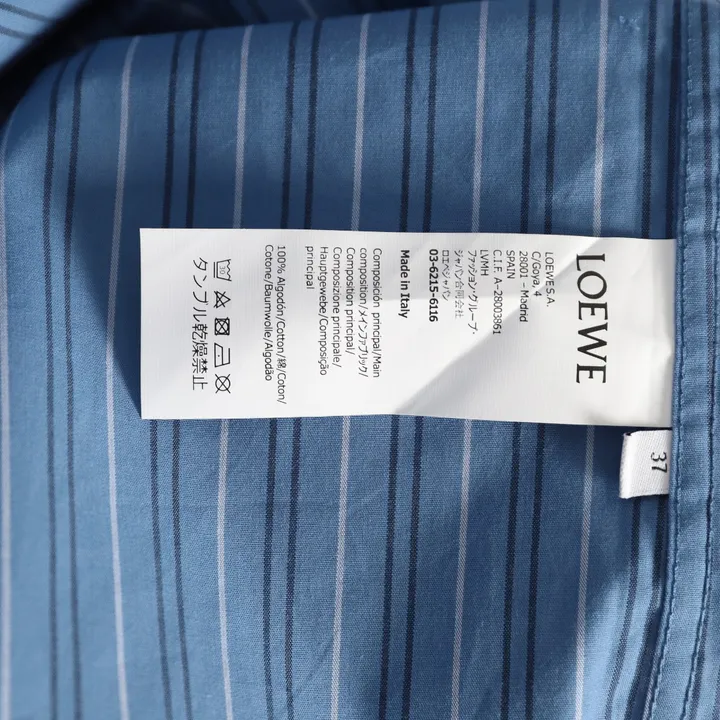 LOEWE
LOEWE S.A.
C/Goya, 4
28001 – Madrid
SPAIN
C.I.F. A-28003861
LVMH
ファッション・グループ・
ジャパン合同会社
ロエベジャパン
03-6215-6116
Made in Italy
Composición principal/Main
composition/メインファブリック/
Composition principal/
Composizione principale/
Hauptgewebe/Composição
principal
100% Algodón/Cotton/綿/Coton/
Cotone/Baumwolle/Algodão
タンブル乾燥禁止
37